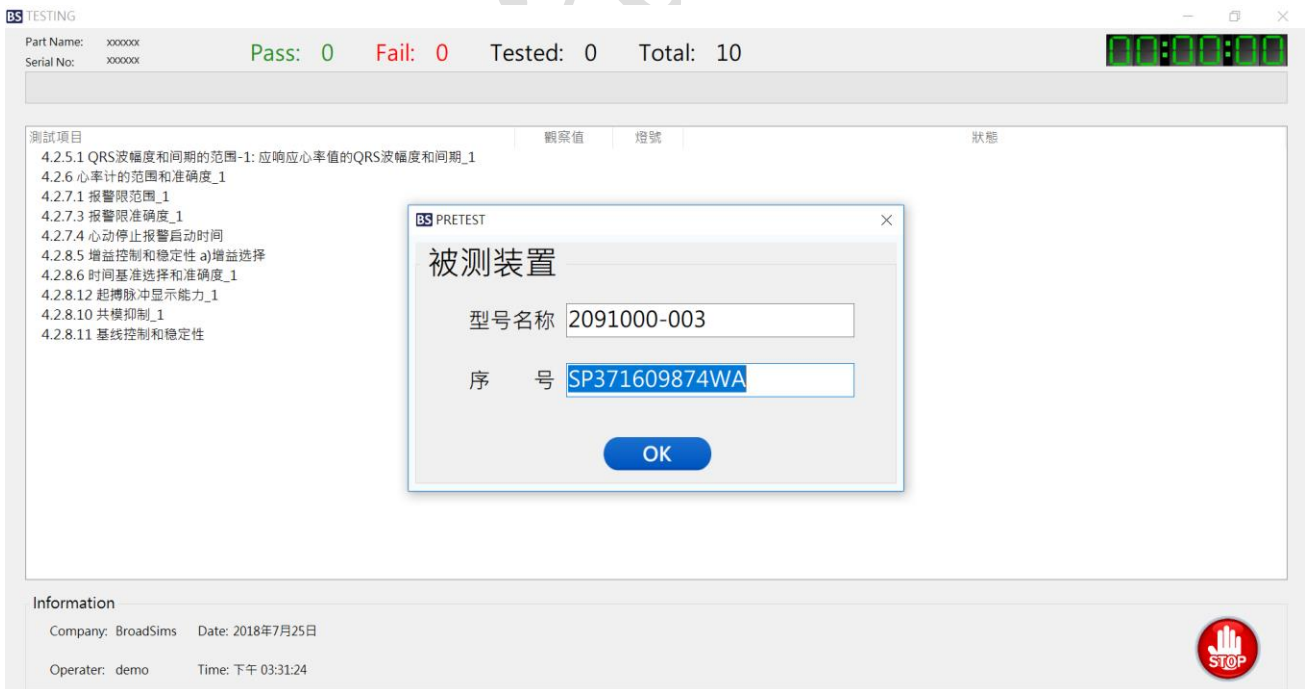 BS TESTING
Part Name: xxxxxx
Serial No: xxxxxx
Pass: 0 Fail: 0 Tested: 0 Total: 10
00:00:00
測試項目 觀察值 燈號 狀態
4.2.5.1 QRS波幅度和间期的范围-1: 应响应心率值的QRS波幅度和间期_1
4.2.6 心率计的范围和准确度_1
4.2.7.1 报警限范围_1
4.2.7.3 报警限准确度_1
4.2.7.4 心动停止报警启动时间
4.2.8.5 增益控制和稳定性 a)增益选择
4.2.8.6 时间基准选择和准确度_1
4.2.8.12 起搏脉冲显示能力_1
4.2.8.10 共模抑制_1
4.2.8.11 基线控制和稳定性
BS PRETEST
被测装置
型号名称 2091000-003
序 号 SP371609874WA
OK
Information
Company: BroadSims Date: 2018年7月25日
Operater: demo Time: 下午 03:31:24
STOP